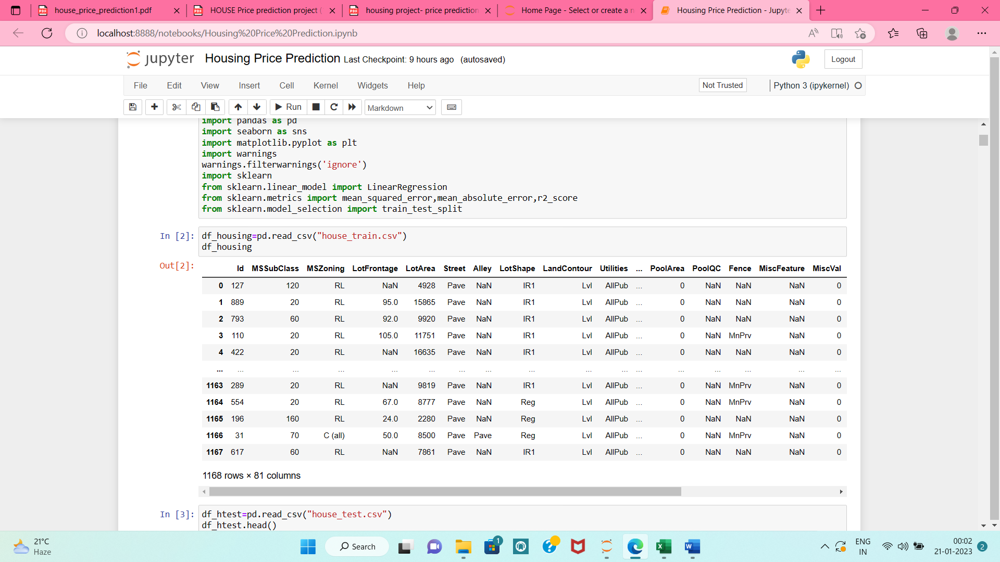 house_price_prediction1.pdf
HOUSE Price prediction project (
housing project- price prediction
Home Page - Select or create a n
Housing Price Prediction - Jupyte
localhost:8888/notebooks/Housing%20Price%20Prediction.ipynb
jupyter Housing Price Prediction Last Checkpoint: 9 hours ago (autosaved)
Logout
File Edit View Insert Cell Kernel Widgets Help
Not Trusted
Python 3 (ipykernel)
Run
Markdown
import pandas as pd
import seaborn as sns
import matplotlib.pyplot as plt
import warnings
warnings.filterwarnings('ignore')
import sklearn
from sklearn.linear_model import LinearRegression
from sklearn.metrics import mean_squared_error,mean_absolute_error,r2_score
from sklearn.model_selection import train_test_split
In [2]: df_housing=pd.read_csv("house_train.csv")
df_housing
Out[2]:
Id MSSubClass MSZoning LotFrontage LotArea Street Alley LotShape LandContour Utilities ... PoolArea PoolQC Fence MiscFeature MiscVal
0 127 120 RL NaN 4928 Pave NaN IR1 Lvl AllPub ... 0 NaN NaN NaN 0
1 889 20 RL 95.0 15865 Pave NaN IR1 Lvl AllPub ... 0 NaN NaN NaN 0
2 793 60 RL 92.0 9920 Pave NaN IR1 Lvl AllPub ... 0 NaN NaN NaN 0
3 110 20 RL 105.0 11751 Pave NaN IR1 Lvl AllPub ... 0 NaN MnPrv NaN 0
4 422 20 RL NaN 16635 Pave NaN IR1 Lvl AllPub ... 0 NaN NaN NaN 0
... ... ... ... ... ... ... ... ... ... ... ... ... ... ... ... ...
1163 289 20 RL NaN 9819 Pave NaN IR1 Lvl AllPub ... 0 NaN MnPrv NaN 0
1164 554 20 RL 67.0 8777 Pave NaN Reg Lvl AllPub ... 0 NaN MnPrv NaN 0
1165 196 160 RL 24.0 2280 Pave NaN Reg Lvl AllPub ... 0 NaN NaN NaN 0
1166 31 70 C (all) 50.0 8500 Pave Pave Reg Lvl AllPub ... 0 NaN MnPrv NaN 0
1167 617 60 RL NaN 7861 Pave NaN IR1 Lvl AllPub ... 0 NaN NaN NaN 0
1168 rows × 81 columns
In [3]: df_htest=pd.read_csv("house_test.csv")
df_htest.head()
21°C
Haze
Search
1
ENG
IN
00:02
21-01-2023
2